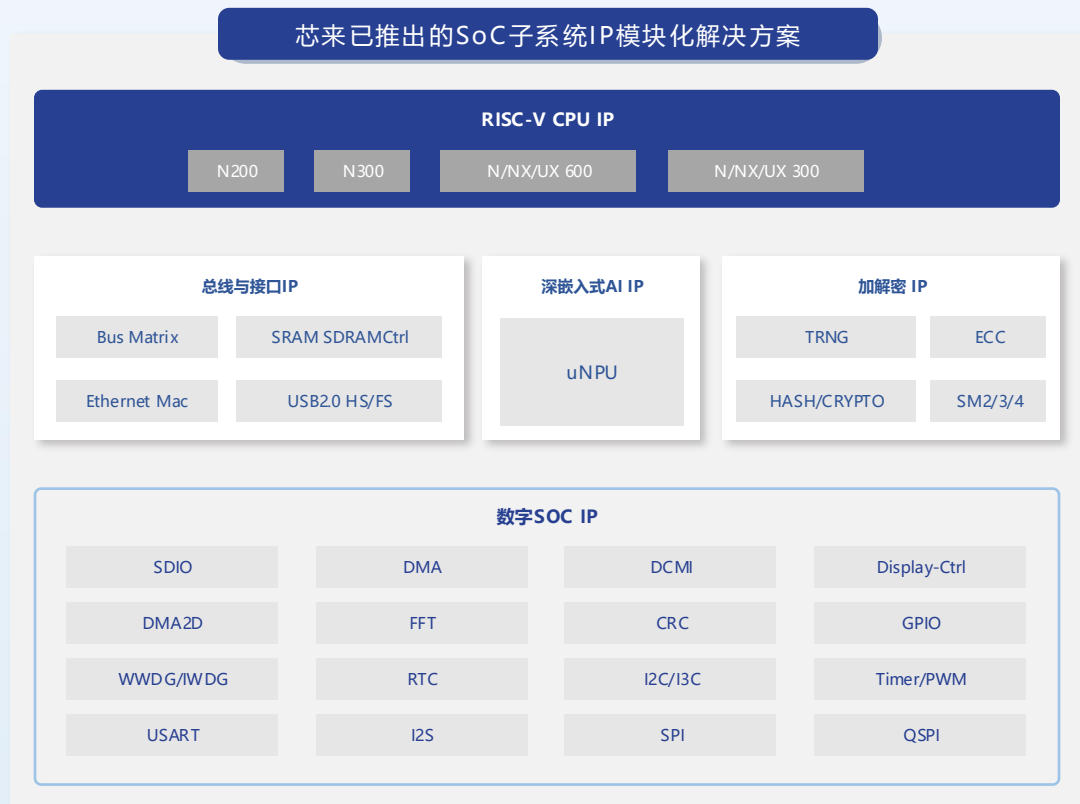 芯来已推出的SoC子系统IP模块化解决方案
RISC-V CPU IP
N200 N300 N/NX/UX 600 N/NX/UX 300
总线与接口IP
Bus Matrix SRAM SDRAMCtrl
Ethernet Mac USB2.0 HS/FS
深嵌入式AI IP
uNPU
加解密 IP
TRNG ECC
HASH/CRYPTO SM2/3/4
数字SOC IP
SDIO DMA DCMI Display-Ctrl
DMA2D FFT CRC GPIO
WWDG/IWDG RTC I2C/I3C Timer/PWM
USART I2S SPI QSPI